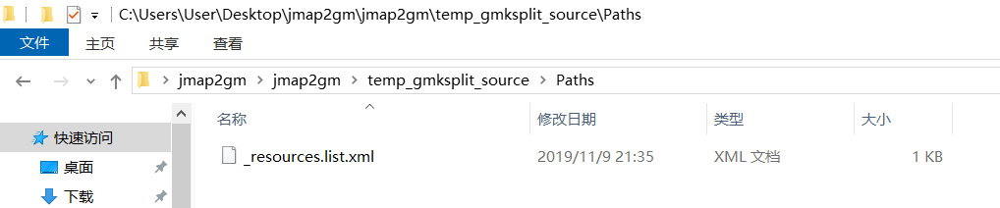 C:\Users\User\Desktop\jmap2gm\jmap2gm\temp_gmksplit_source\Paths
文件 主页 共享 查看
jmap2gm jmap2gm temp_gmksplit_source Paths
名称 修改日期 类型 大小
快速访问
_resources.list.xml 2019/11/9 21:35 XML 文档 1 KB
桌面
下载